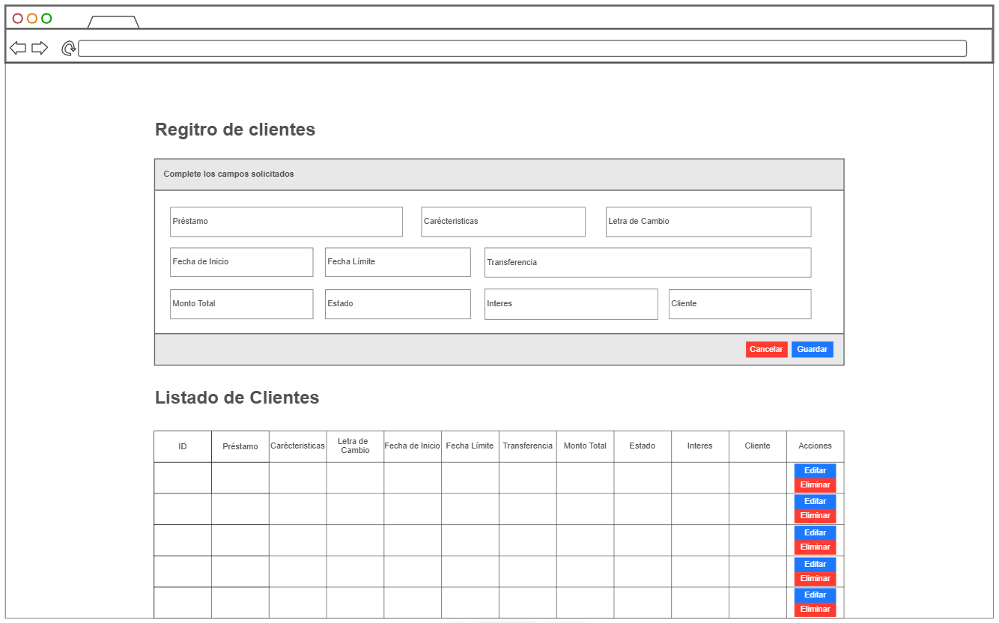 Regitro de clientes
Complete los campos solicitados
Préstamo
Carécteristicas
Letra de Cambio
Fecha de Inicio
Fecha Límite
Transferencia
Monto Total
Estado
Interes
Cliente
Cancelar
Guardar
Listado de Clientes
ID
Préstamo
Carécteristicas
Letra de
Cambio
Fecha de Inicio
Fecha Límite
Transferencia
Monto Total
Estado
Interes
Cliente
Acciones
Editar
Eliminar
Editar
Eliminar
Editar
Eliminar
Editar
Eliminar
Editar
Eliminar